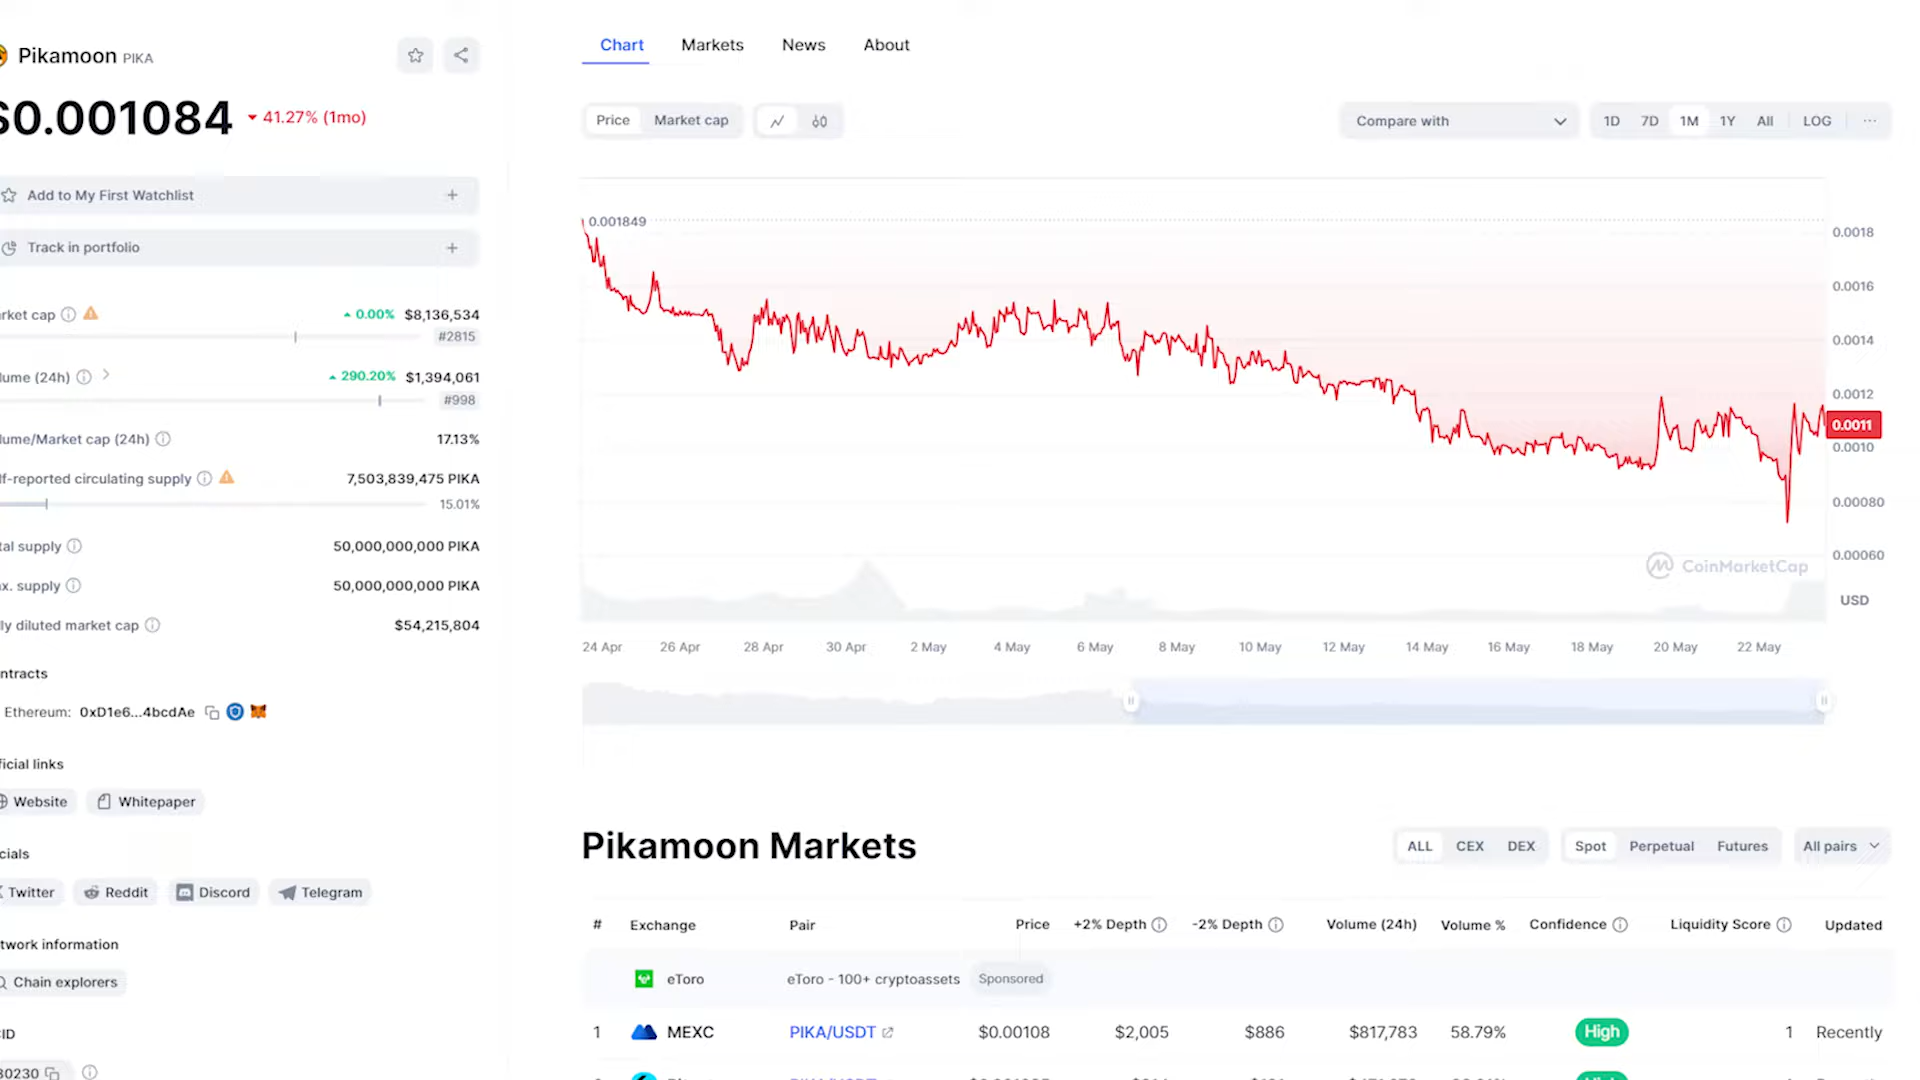 Pikamoon PIKA
$0.001084 41.27% (1mo)
Add to My First Watchlist
Track in portfolio
rket cap 0.00% $8,136,534
#2815
lume (24h) 290.20% $1,394,061
#998
lume/Market cap (24h) 17.13%
lf-reported circulating supply 7,503,839,475 PIKA
15.01%
tal supply 50,000,000,000 PIKA
x. supply 50,000,000,000 PIKA
lly diluted market cap $54,215,804
ntracts
Ethereum: 0xD1e6...4bcdAe
ficial links
Website Whitepaper
cials
Twitter Reddit Discord Telegram
twork information
Chain explorers
ID
30230
Chart Markets News About
Price Market cap
Compare with 1D 7D 1M 1Y All LOG ...
0.001849
0.0018
0.0016
0.0014
0.0012
0.0011
0.0010
0.00080
0.00060
CoinMarketCap
USD
24 Apr 26 Apr 28 Apr 30 Apr 2 May 4 May 6 May 8 May 10 May 12 May 14 May 16 May 18 May 20 May 22 May
Pikamoon Markets
ALL CEX DEX Spot Perpetual Futures All pairs
# Exchange Pair Price +2% Depth -2% Depth Volume (24h) Volume % Confidence Liquidity Score Updated
eToro eToro - 100+ cryptoassets Sponsored
1 MEXC PIKA/USDT $0.00108 $2,005 $886 $817,783 58.79% High 1 Recently